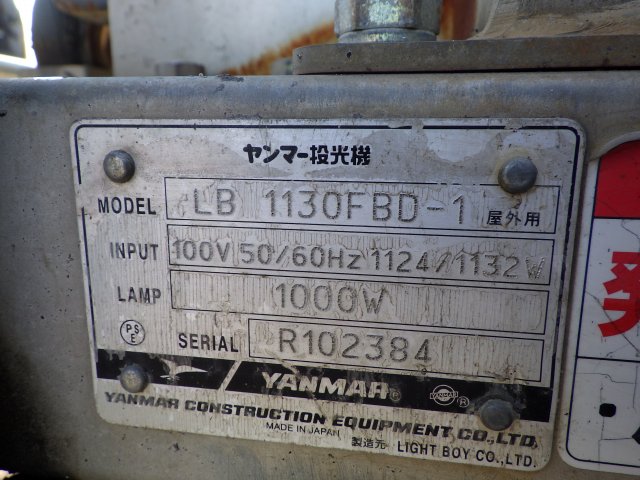 ヤンマー投光機
MODEL LB 1130FBD-1 屋外用
INPUT 100V 50/60Hz 1124/1132W
LAMP 1000W
PS E SERIAL R102384
YANMAR ®
YANMAR CONSTRUCTION EQUIPMENT CO.,LTD.
MADE IN JAPAN
製造元 LIGHT BOY CO.,LTD.